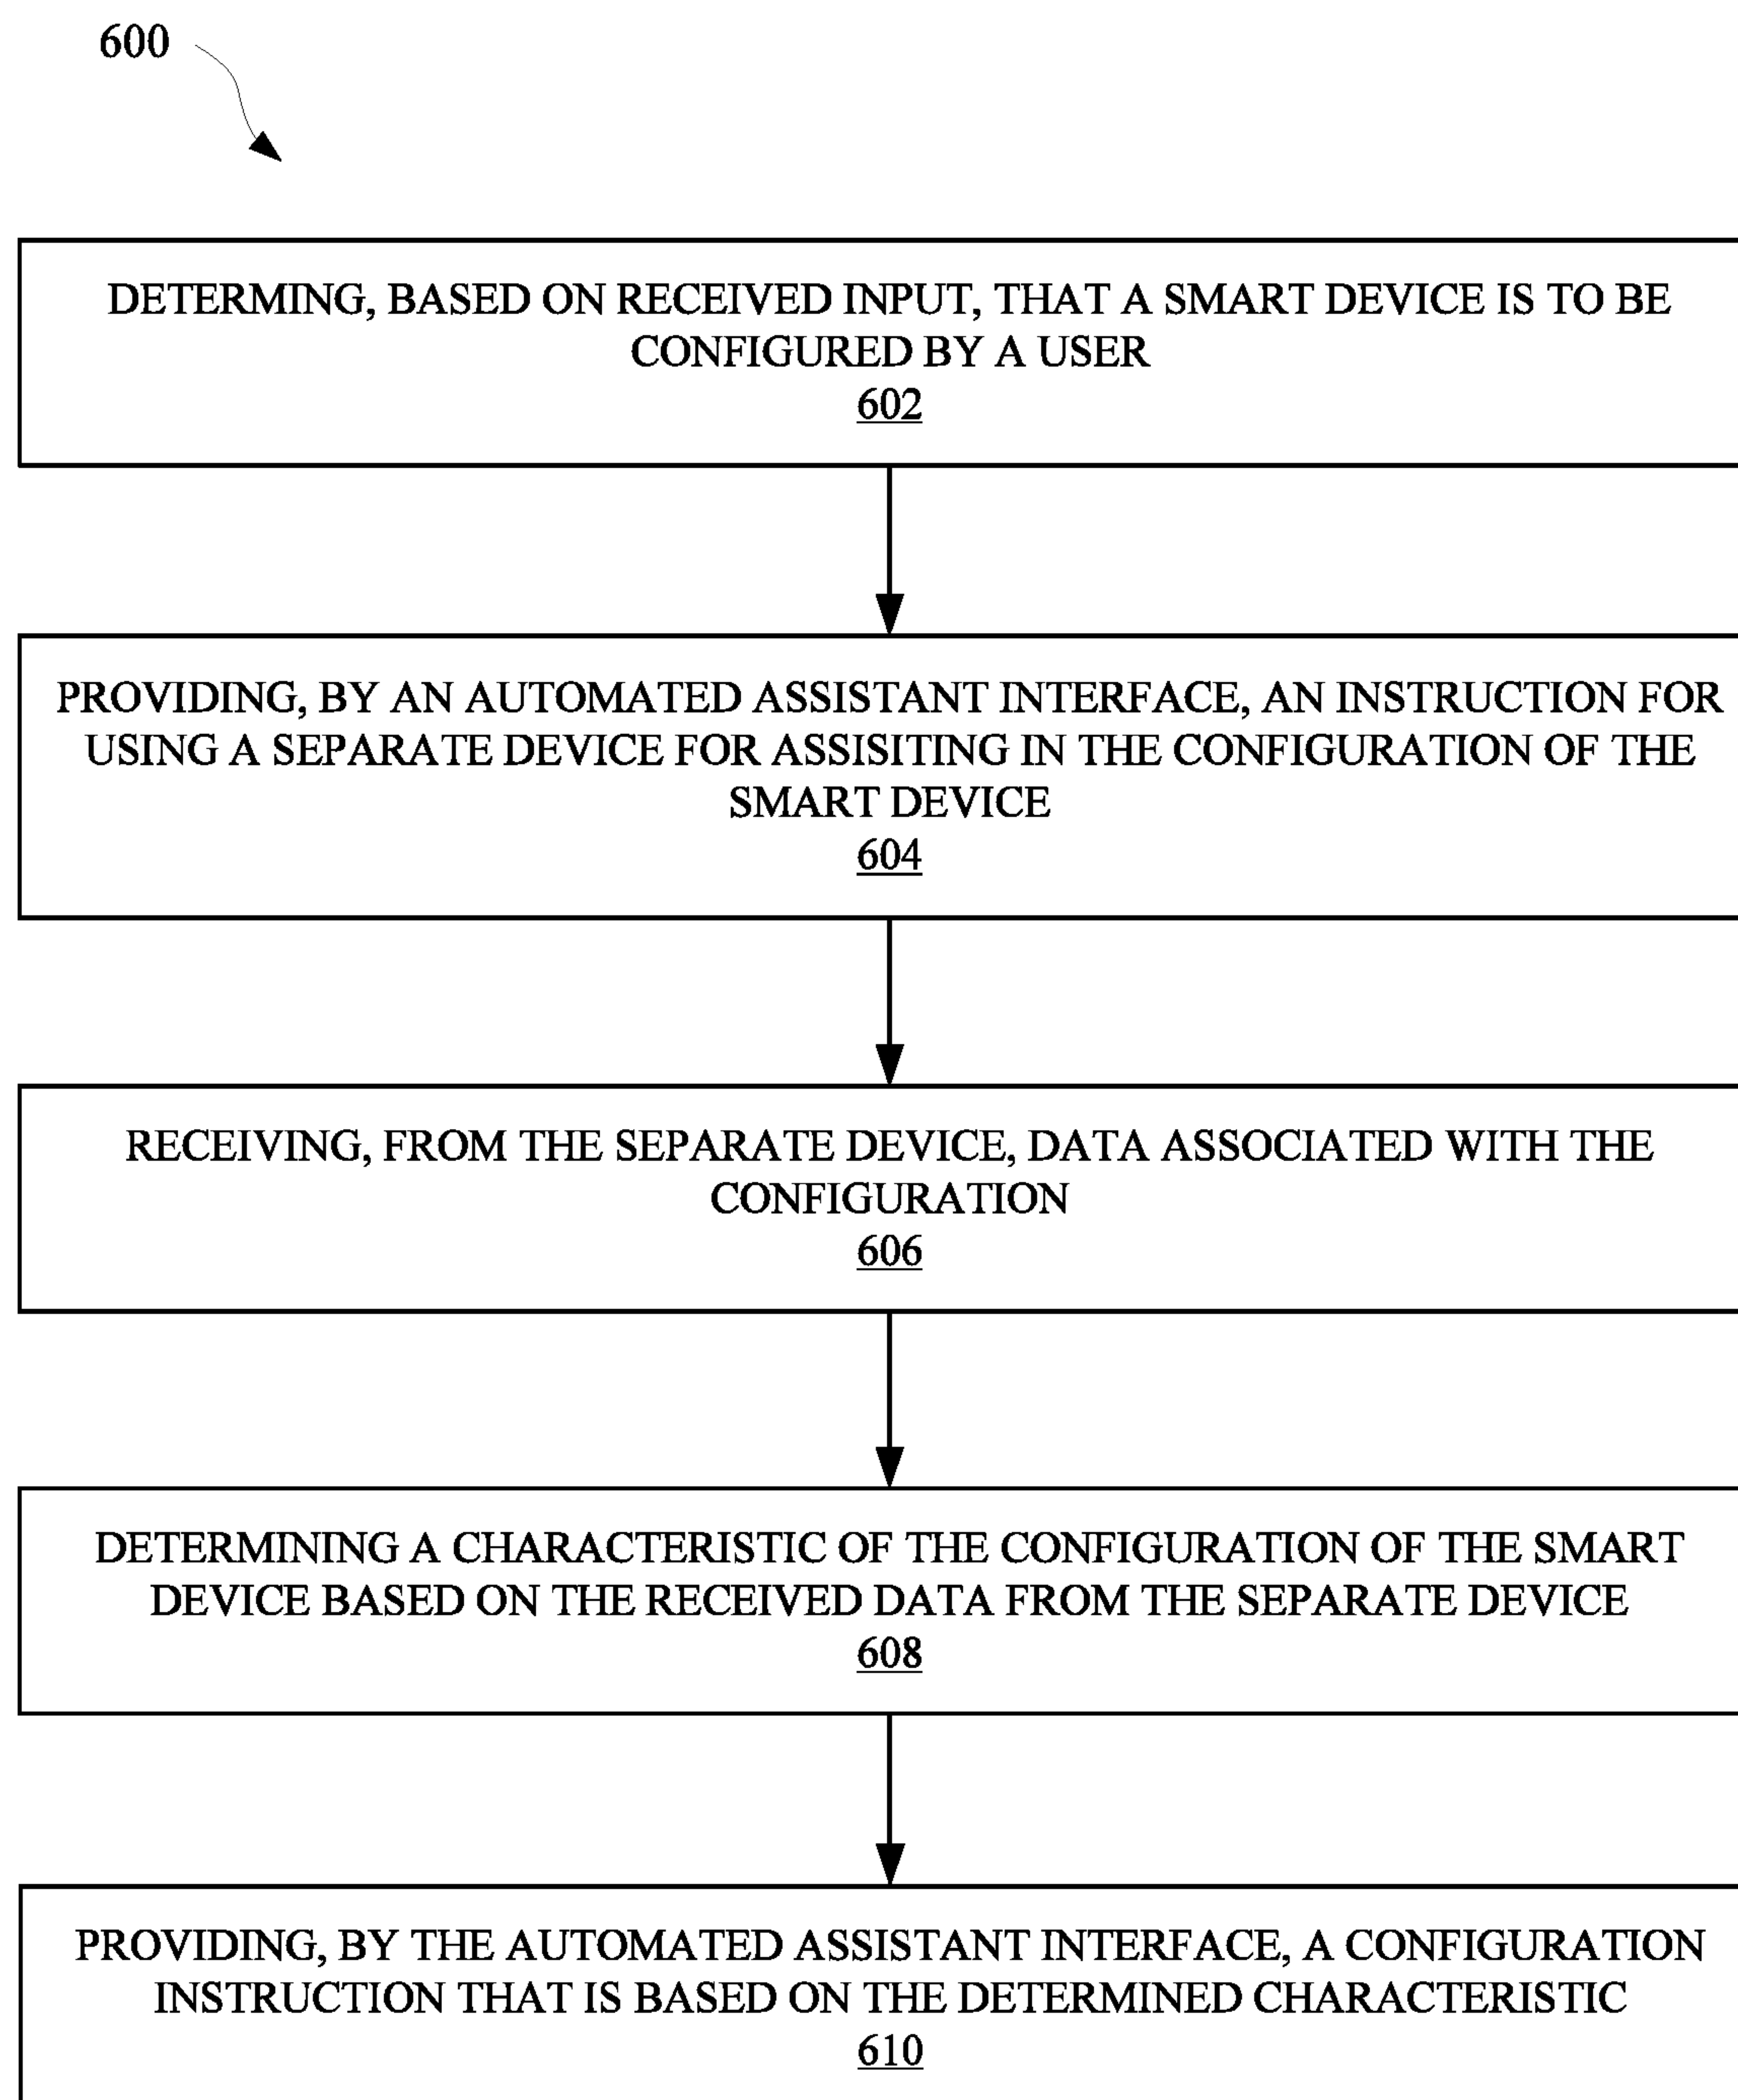 600
DETERMING, BASED ON RECEIVED INPUT, THAT A SMART DEVICE IS TO BE
CONFIGURED BY A USER
602
PROVIDING, BY AN AUTOMATED ASSISTANT INTERFACE, AN INSTRUCTION FOR
USING A SEPARATE DEVICE FOR ASSISITING IN THE CONFIGURATION OF THE
SMART DEVICE
604
RECEIVING, FROM THE SEPARATE DEVICE, DATA ASSOCIATED WITH THE
CONFIGURATION
606
DETERMINING A CHARACTERISTIC OF THE CONFIGURATION OF THE SMART
DEVICE BASED ON THE RECEIVED DATA FROM THE SEPARATE DEVICE
608
PROVIDING, BY THE AUTOMATED ASSISTANT INTERFACE, A CONFIGURATION
INSTRUCTION THAT IS BASED ON THE DETERMINED CHARACTERISTIC
610